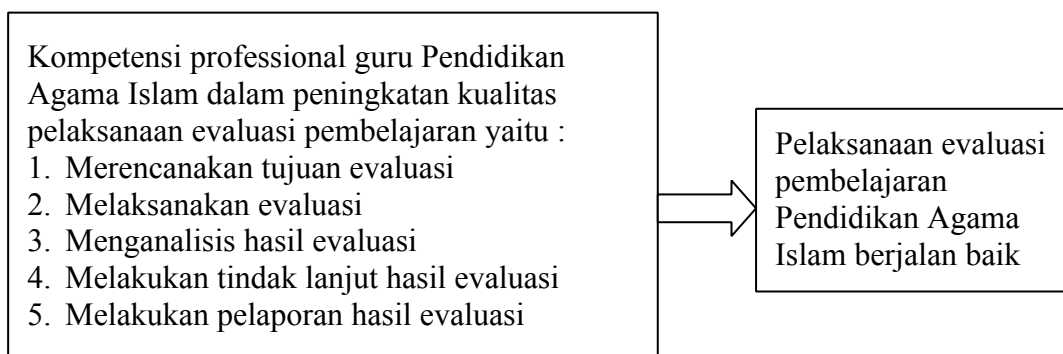 Kompetensi professional guru Pendidikan
Agama Islam dalam peningkatan kualitas
pelaksanaan evaluasi pembelajaran yaitu :
1. Merencanakan tujuan evaluasi
2. Melaksanakan evaluasi
3. Menganalisis hasil evaluasi
4. Melakukan tindak lanjut hasil evaluasi
5. Melakukan pelaporan hasil evaluasi
Pelaksanaan evaluasi
pembelajaran
Pendidikan Agama
Islam berjalan baik